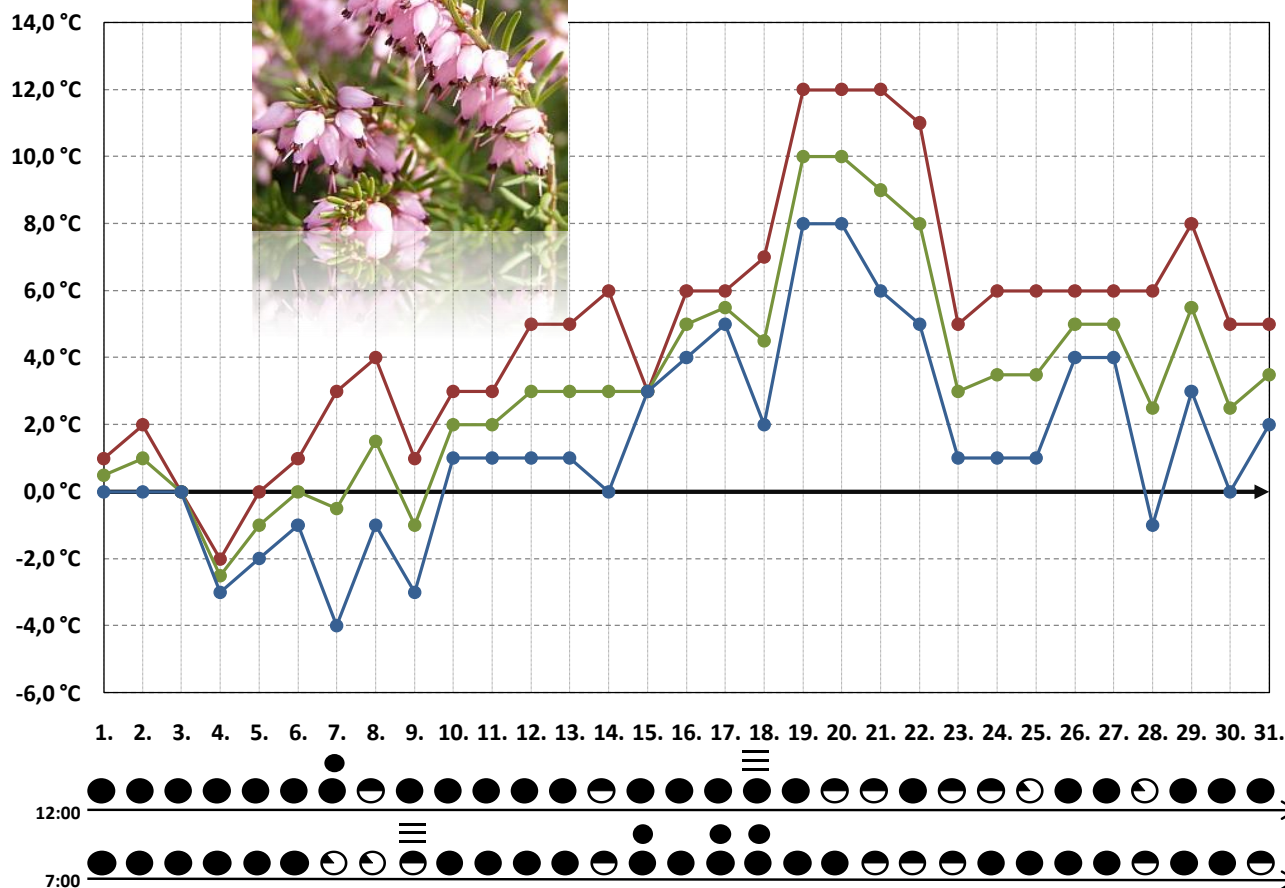 14,0 °C
12,0 °C
10,0 °C
8,0 °C
6,0 °C
4,0 °C
2,0 °C
0,0 °C
-2,0 °C
-4,0 °C
-6,0 °C
1. 2. 3. 4. 5. 6. 7. 8. 9. 10. 11. 12. 13. 14. 15. 16. 17. 18. 19. 20. 21. 22. 23. 24. 25. 26. 27. 28. 29. 30. 31.
12:00
7:00